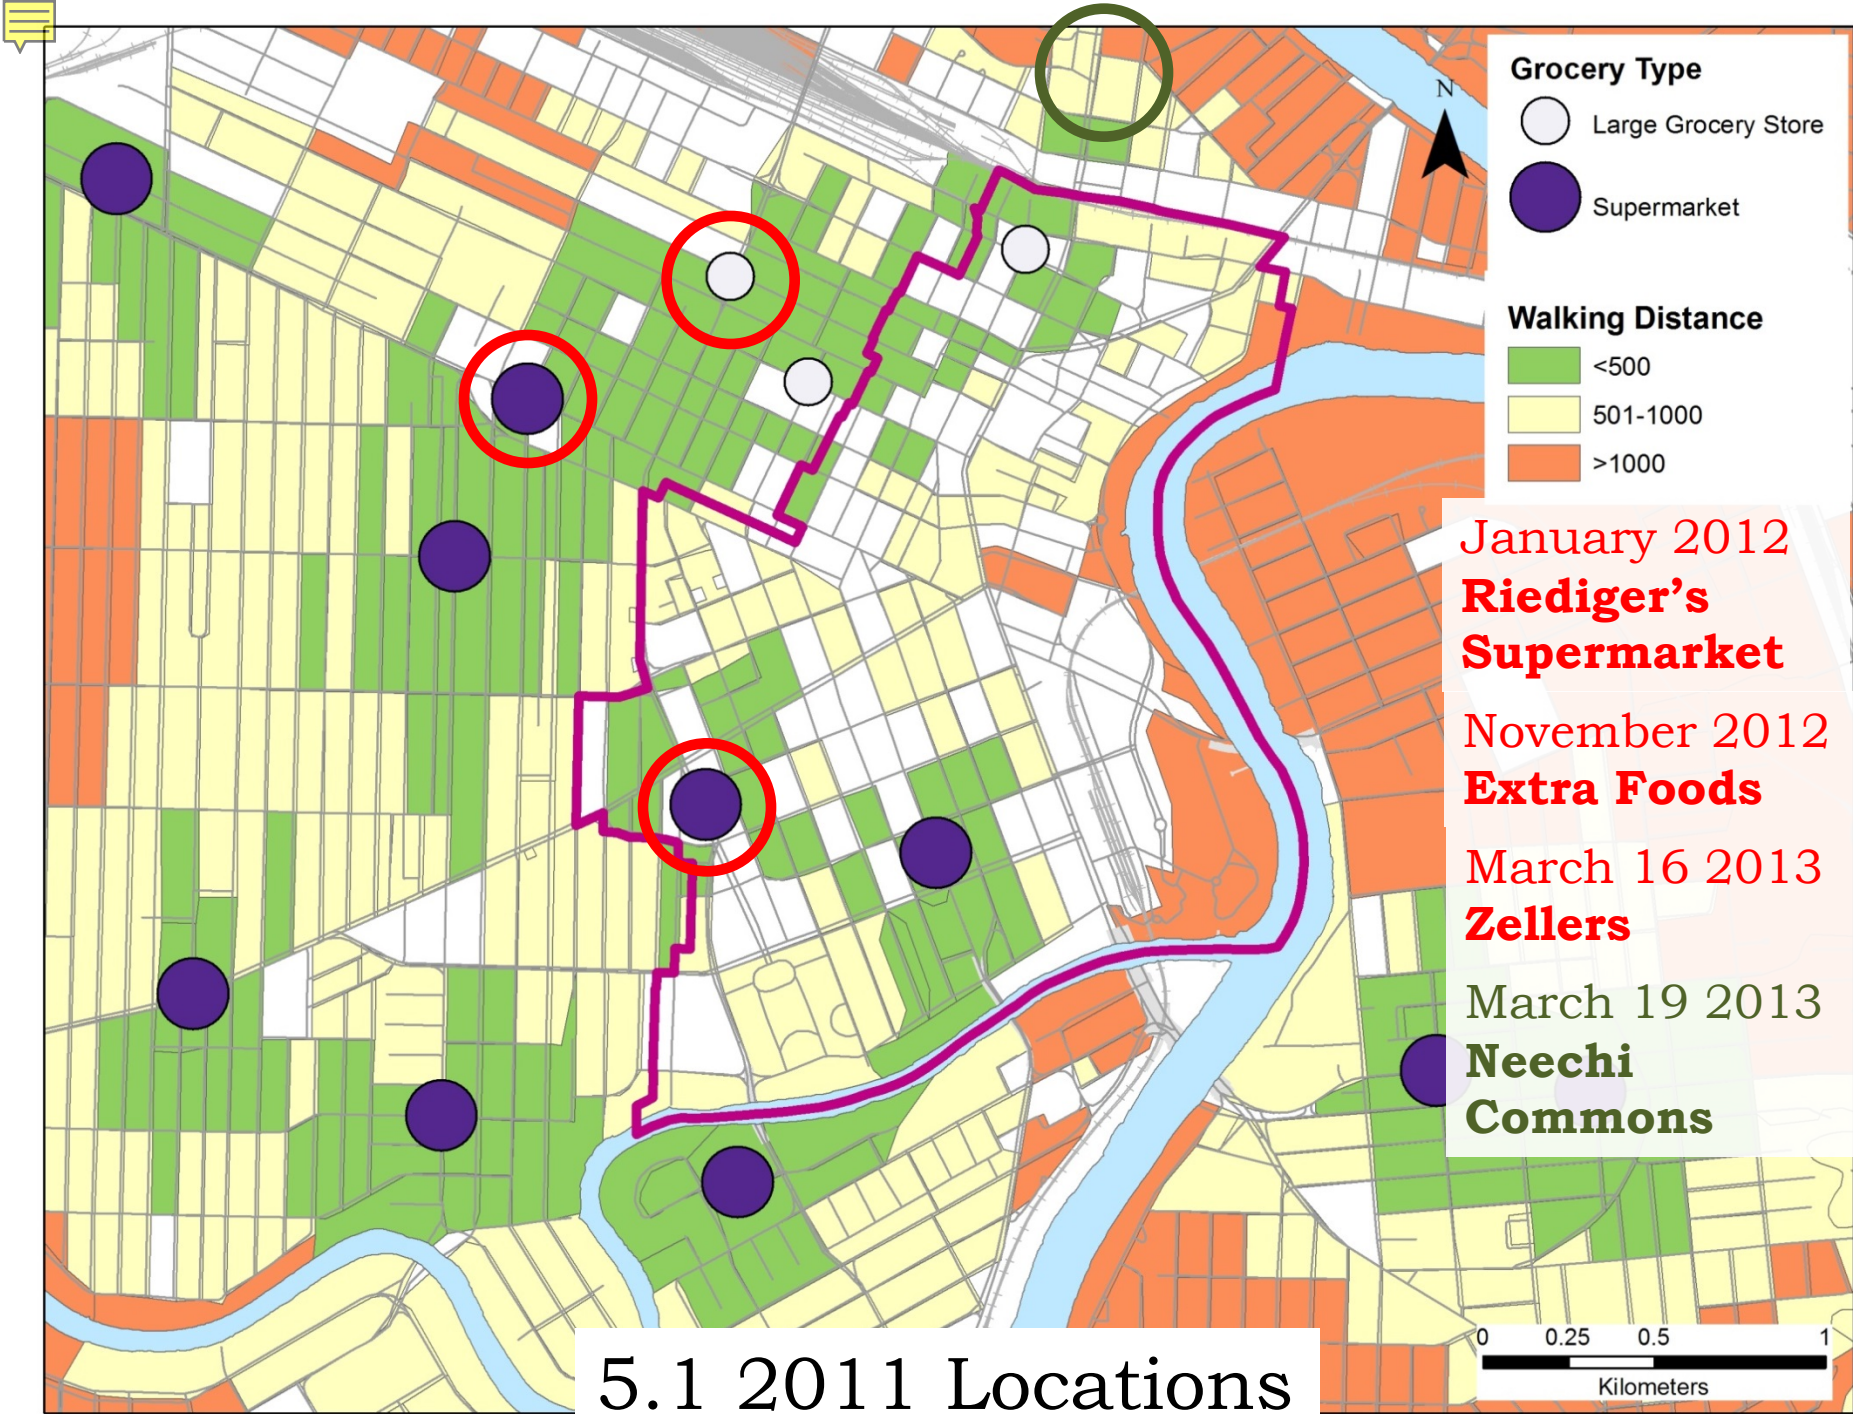 N
Grocery Type
Large Grocery Store
Supermarket
Walking Distance
<500
501-1000
>1000
January 2012
Riediger’s
Supermarket
November 2012
Extra Foods
March 16 2013
Zellers
March 19 2013
Neechi
Commons
0 0.25 0.5 1
Kilometers
5.1 2011 Locations